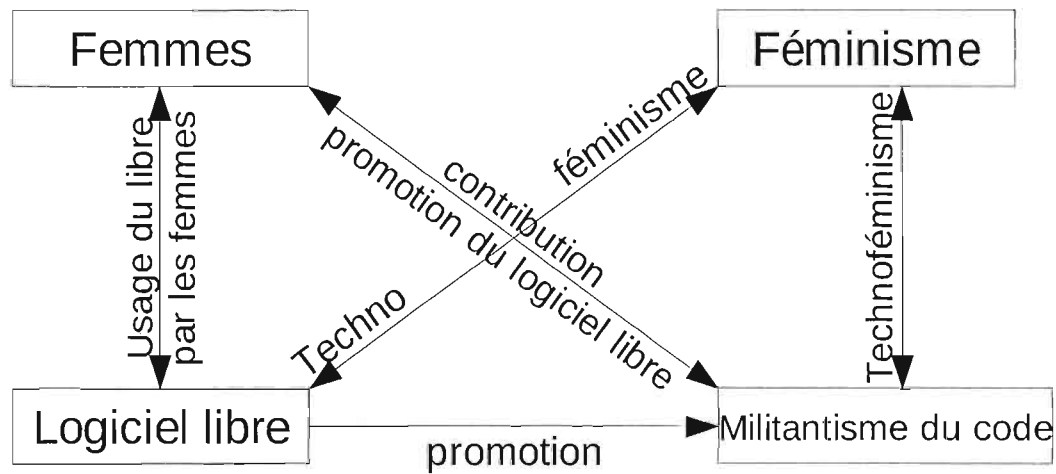 Femmes
Féminisme
Usage du libre
par les femmes
contribution
promotion du logiciel libre
Techno
féminisme
Technoféminisme
Logiciel libre
promotion
Militantisme du code